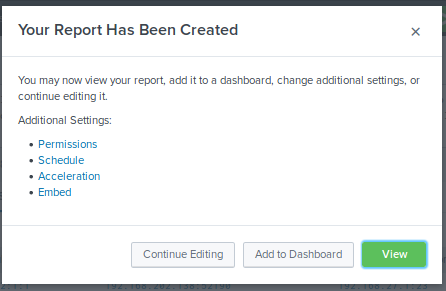 Your Report Has Been Created
×
You may now view your report, add it to a dashboard, change additional settings, or
continue editing it.
Additional Settings:
• Permissions
• Schedule
• Acceleration
• Embed
Continue Editing
Add to Dashboard
View